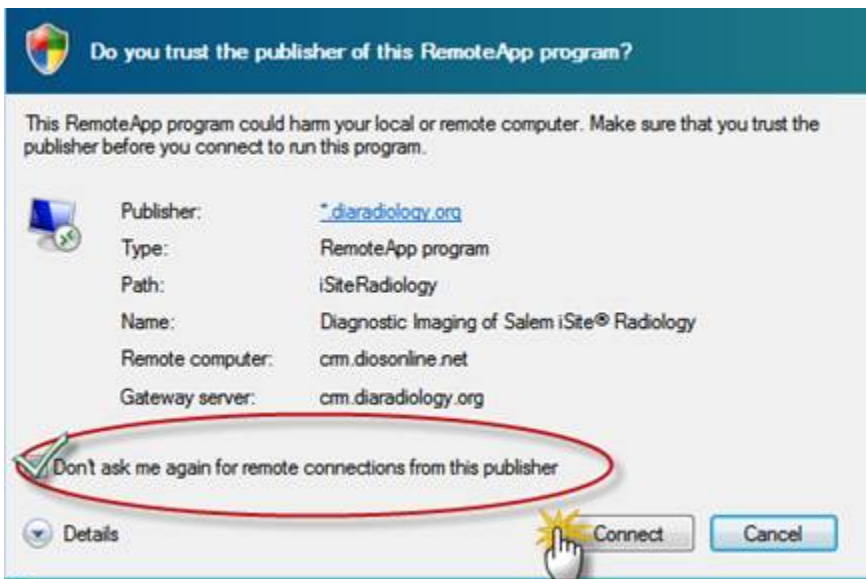 Do you trust the publisher of this RemoteApp program?
This RemoteApp program could harm your local or remote computer. Make sure that you trust the
publisher before you connect to run this program.
Publisher: *.diaradiology.org
Type: RemoteApp program
Path: iSiteRadiology
Name: Diagnostic Imaging of Salem iSite® Radiology
Remote computer: crm.diosonline.net
Gateway server: crm.diaradiology.org
Don't ask me again for remote connections from this publisher
Details Connect Cancel